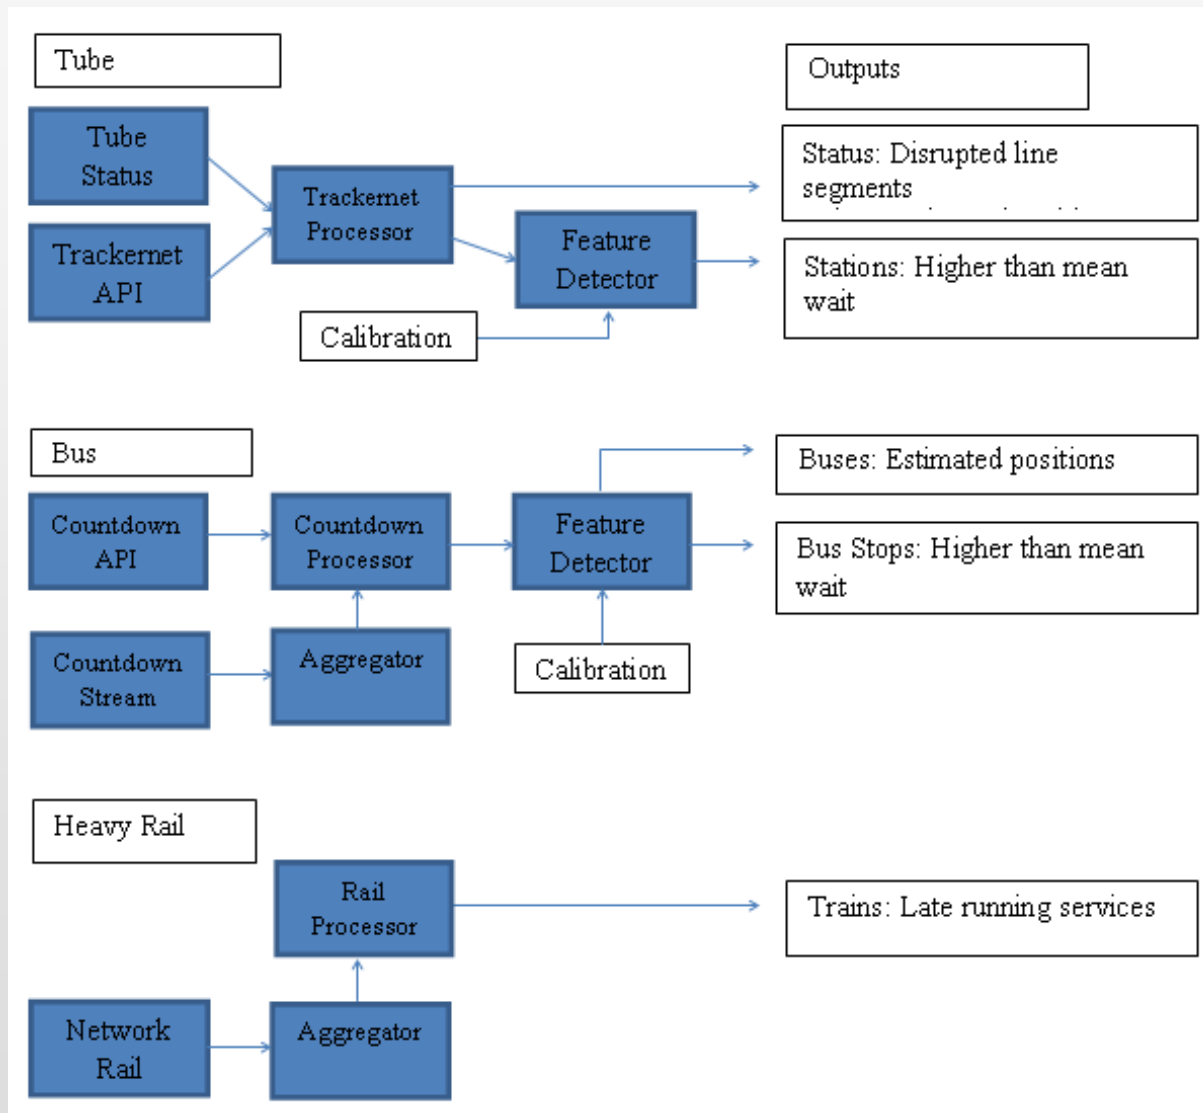 Tube
Outputs
Tube
Status
Trackernet
API
Trackernet
Processor
Feature
Detector
Calibration
Status: Disrupted line
segments
Stations: Higher than mean
wait
Bus
Countdown
API
Countdown
Processor
Feature
Detector
Countdown
Stream
Aggregator
Calibration
Buses: Estimated positions
Bus Stops: Higher than mean
wait
Heavy Rail
Rail
Processor
Network
Rail
Aggregator
Trains: Late running services